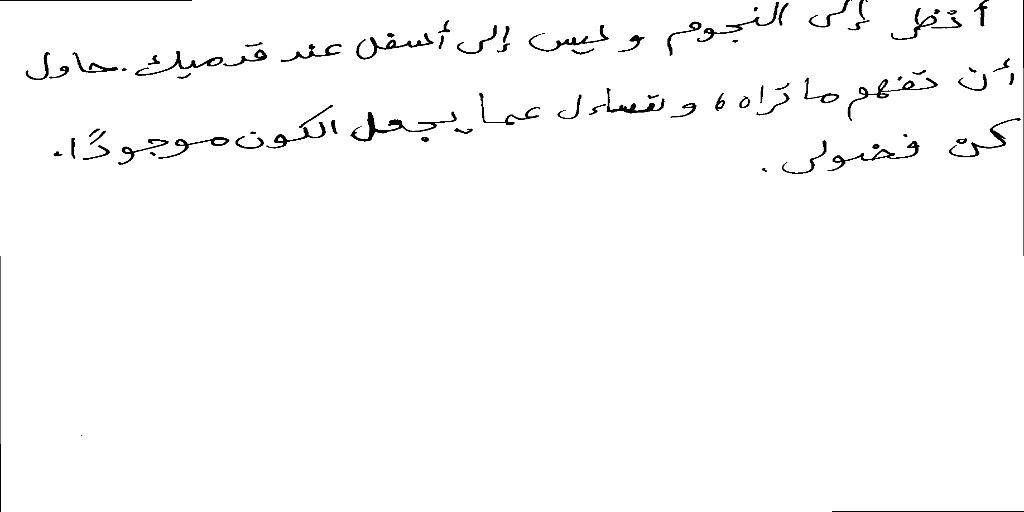 أنظر إلى النجوم وليس إلى أسفل عند قدميك. حاول
أن تفهم ما تراه، وتساءل عما يجعل الكون موجودًا.
كن فضولي.